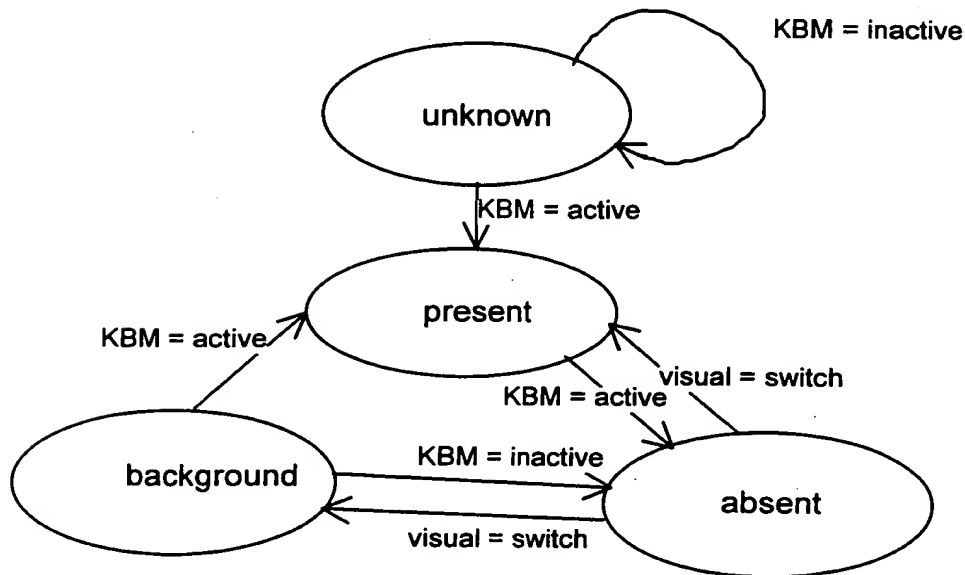 KBM = inactive
unknown
KBM = active
present
KBM = active
visual = switch
KBM = active
KBM = inactive
background
absent
visual = switch